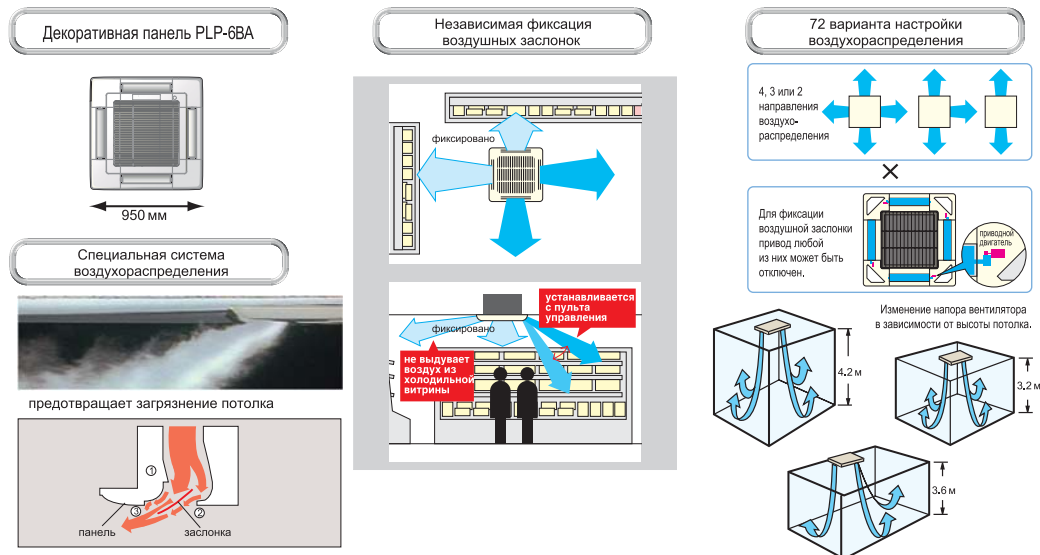 Декоративная панель PLP-6BA
950 мм
Специальная система
воздухораспределения
предотвращает загрязнение потолка
①
③
②
панель
заслонка
Независимая фиксация
воздушных заслонок
фиксировано
фиксировано
устанавливается
с пульта
управления
не выдувает
воздух из
холодильной
витрины
72 варианта настройки
воздухораспределения
4, 3 или 2
направления
воздухо-
распределения
×
Для фиксации
воздушной заслонки
привод любой
из них может быть
отключен.
приводной
двигатель
Изменение напора вентилятора
в зависимости от высоты потолка.
4.2 м
3.2 м
3.6 м